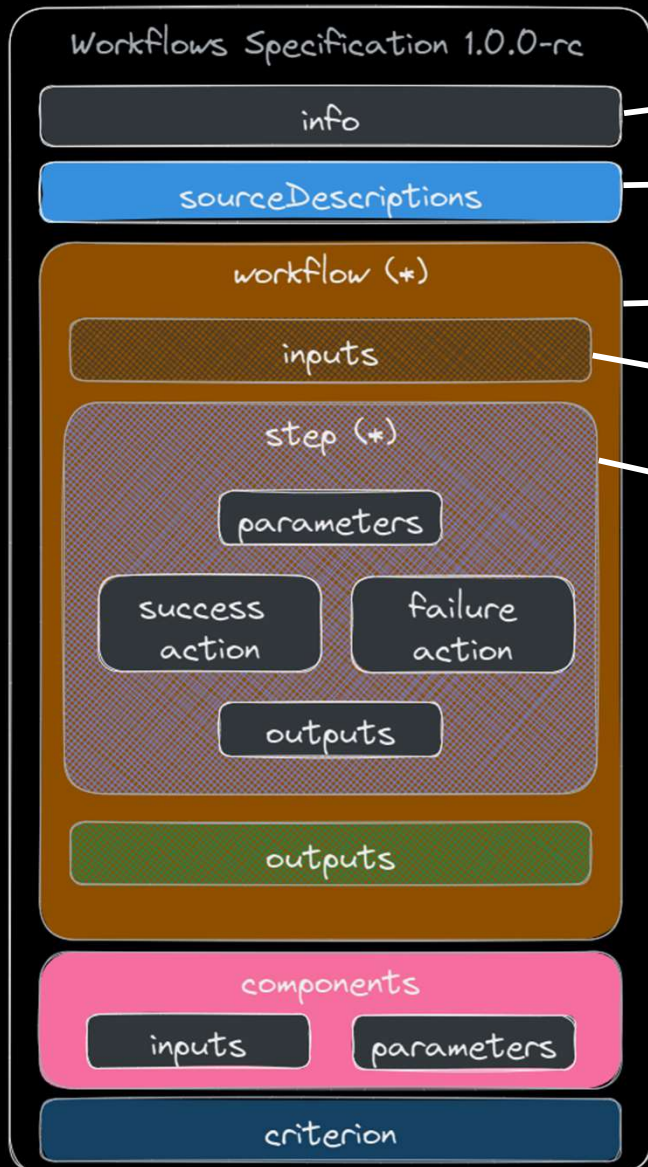 Workflows Specification 1.0.0-rc
info
sourceDescriptions
workflow (*)
inputs
step (*)
parameters
success
action
failure
action
outputs
outputs
components
inputs
parameters
criterion